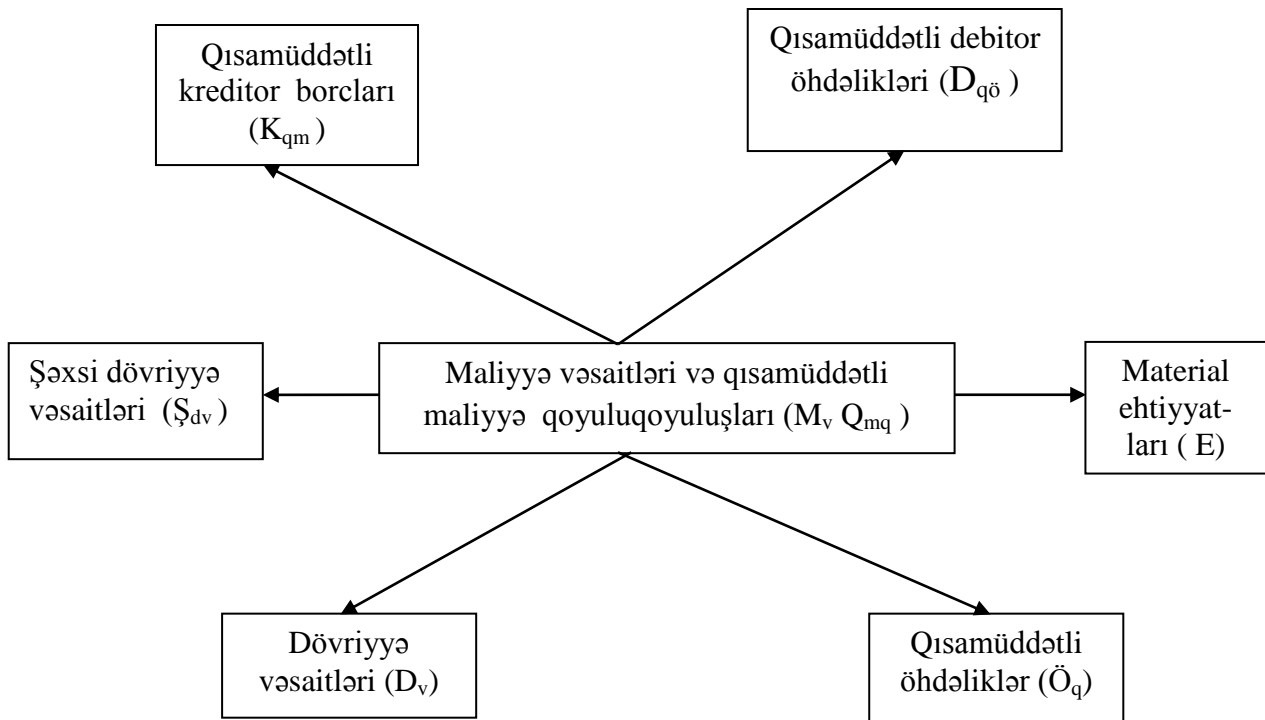 Qısamüddətli
kreditor borcları
(Kqm )
Qısamüddətli debitor
öhdəlikləri (Dqö )
Şəxsi dövriyyə
vəsaitləri (Şdv )
Maliyyə vəsaitləri və qısamüddətli
maliyyə qoyuluqoyuluşları (Mv Qmq )
Material
ehtiyyat-
ları ( E)
Dövriyyə
vəsaitləri (Dv)
Qısamüddətli
öhdəliklər (Öq)